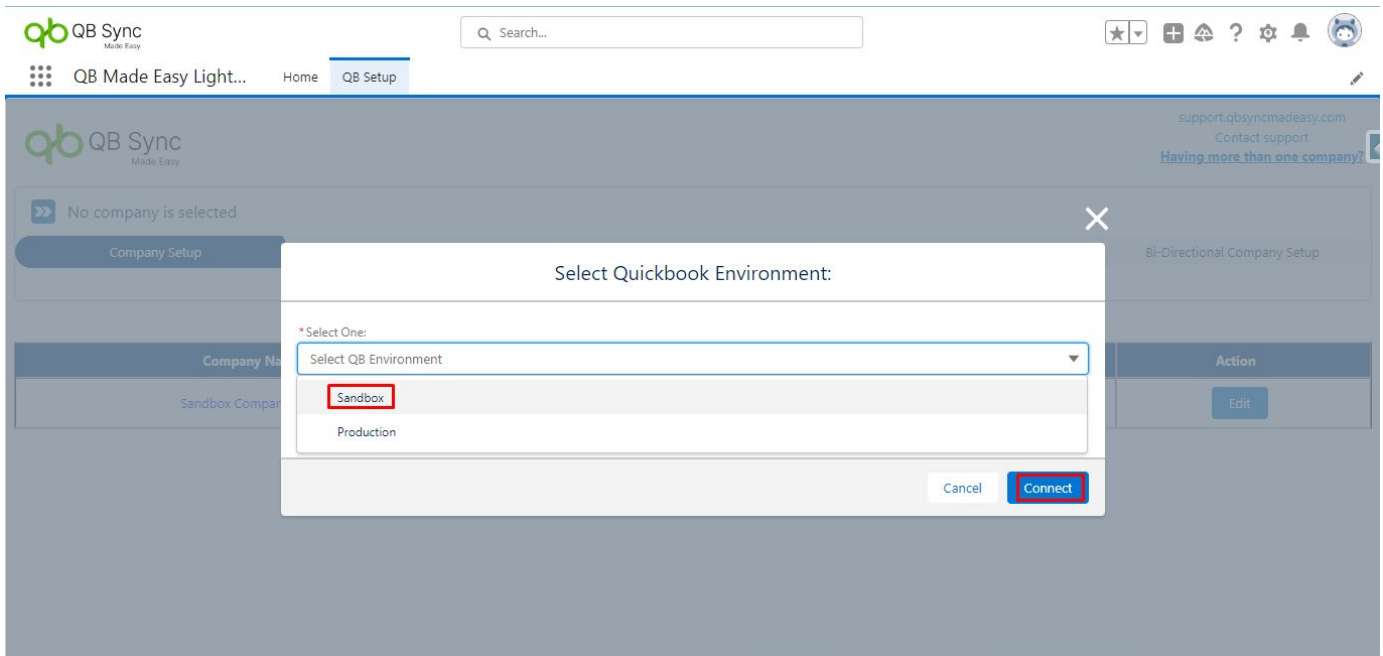 QB Sync
Made Easy
Search...
QB Made Easy Light... Home QB Setup
QB Sync
Made Easy
support.qbsyncmadeasy.com
Contact support
Having more than one company?
No company is selected
Company Setup
Bi-Directional Company Setup
Select Quickbook Environment:
*Select One:
Select QB Environment
Company Na
Action
Sandbox
Sandbox Compar
Edit
Production
Cancel Connect